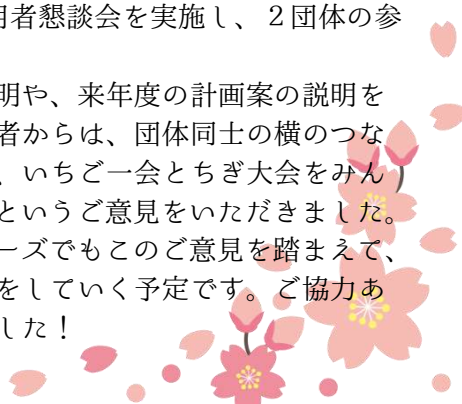 用者懇談会を実施し、２団体の参
明や、来年度の計画案の説明を
者からは、団体同士の横のつな
、いちご一会とちぎ大会をみん
というご意見をいただきました。
ーズでもこのご意見を踏まえて、
をしていく予定です。ご協力あ
した！